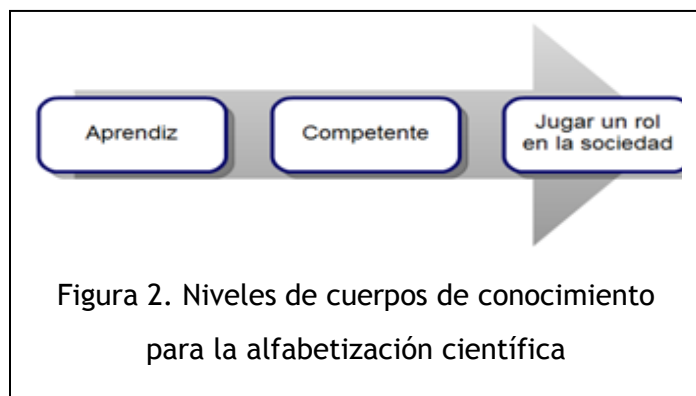 Aprendiz
Competente
Jugar un rol
en la sociedad
Figura 2. Niveles de cuerpos de conocimiento
para la alfabetización científica